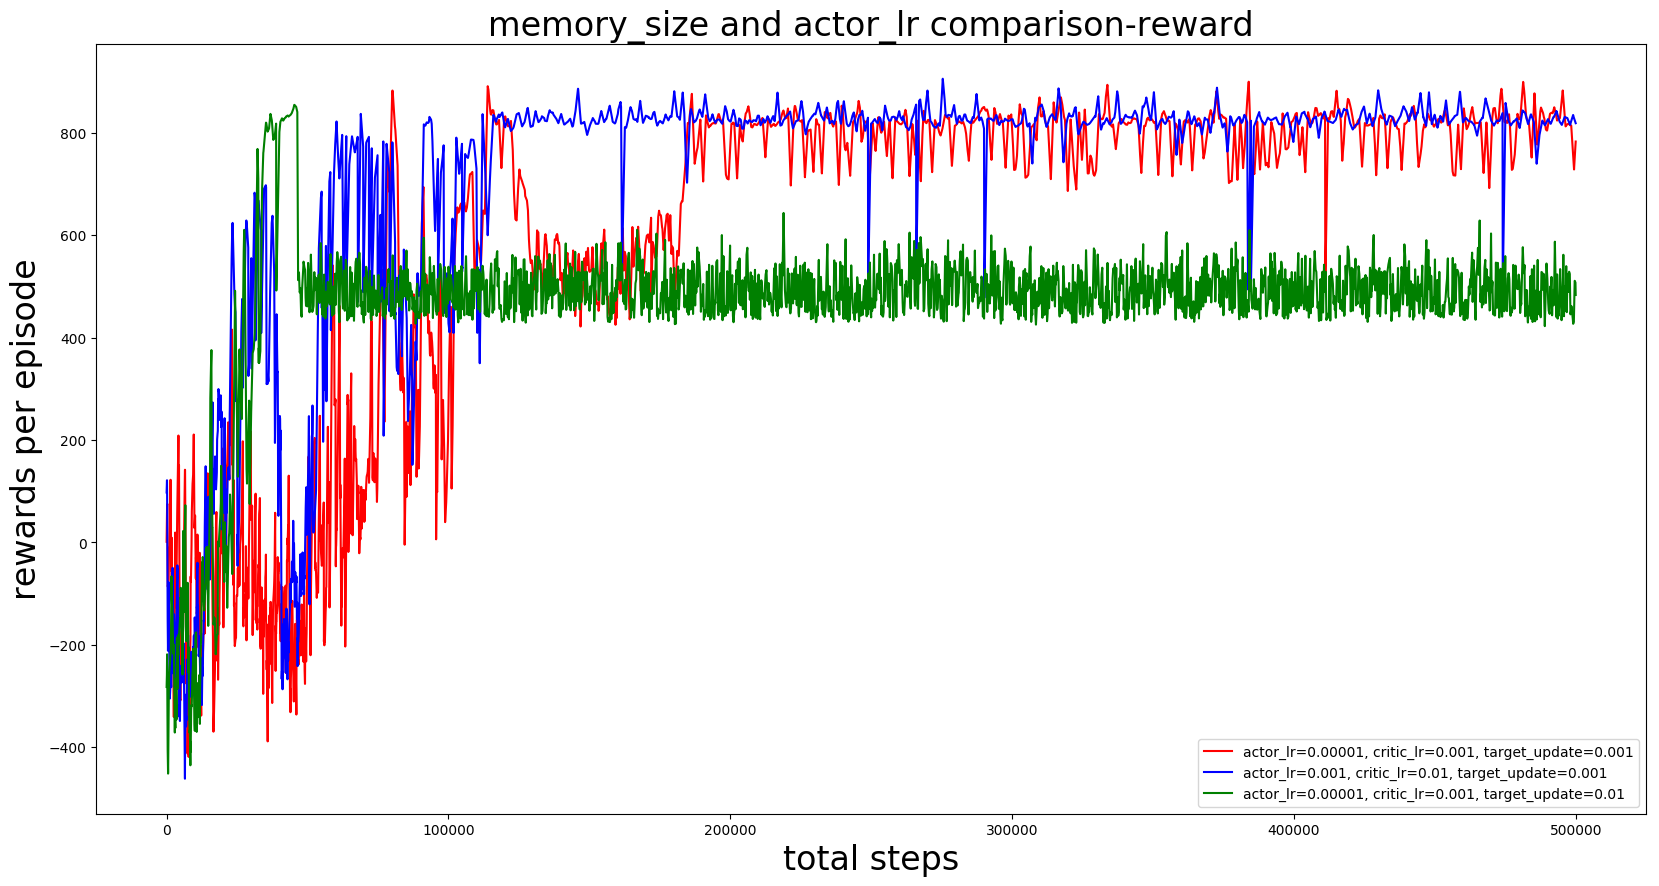 memory_size and actor_lr comparison-reward
rewards per episode
800
600
400
200
0
−200
−400
0
100000
200000
300000
400000
500000
total steps
actor_lr=0.00001, critic_lr=0.001, target_update=0.001
actor_lr=0.001, critic_lr=0.01, target_update=0.001
actor_lr=0.00001, critic_lr=0.001, target_update=0.01